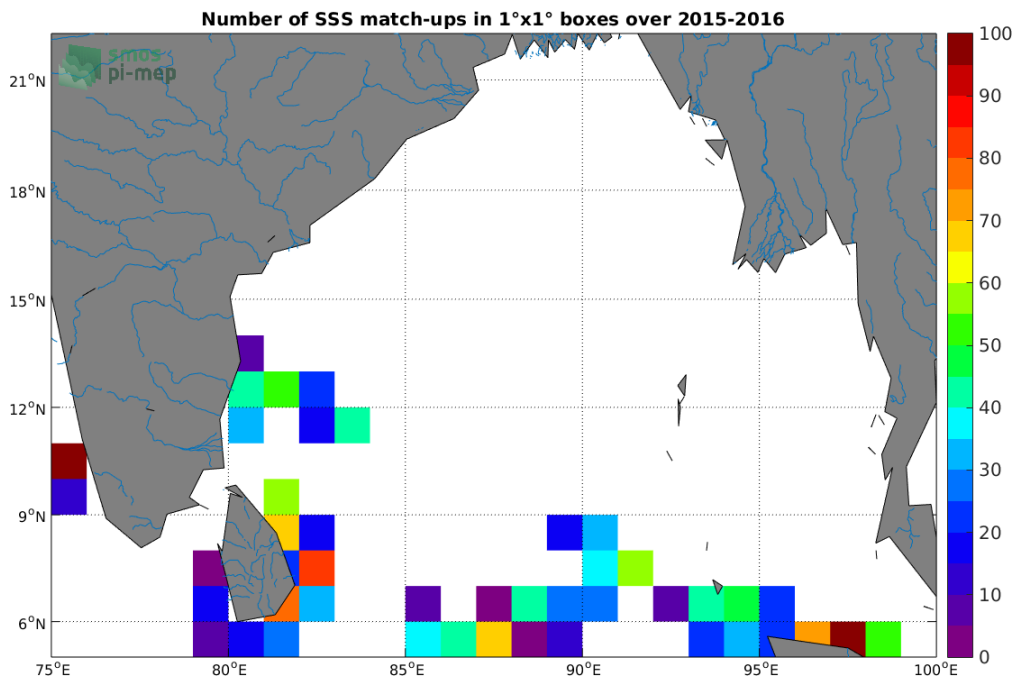 Number of SSS match-ups in 1°x1° boxes over 2015-2016
smos
pi-mep
21°N
18°N
15°N
12°N
9°N
6°N
75°E
80°E
85°E
90°E
95°E
100°E
100
90
80
70
60
50
40
30
20
10
0